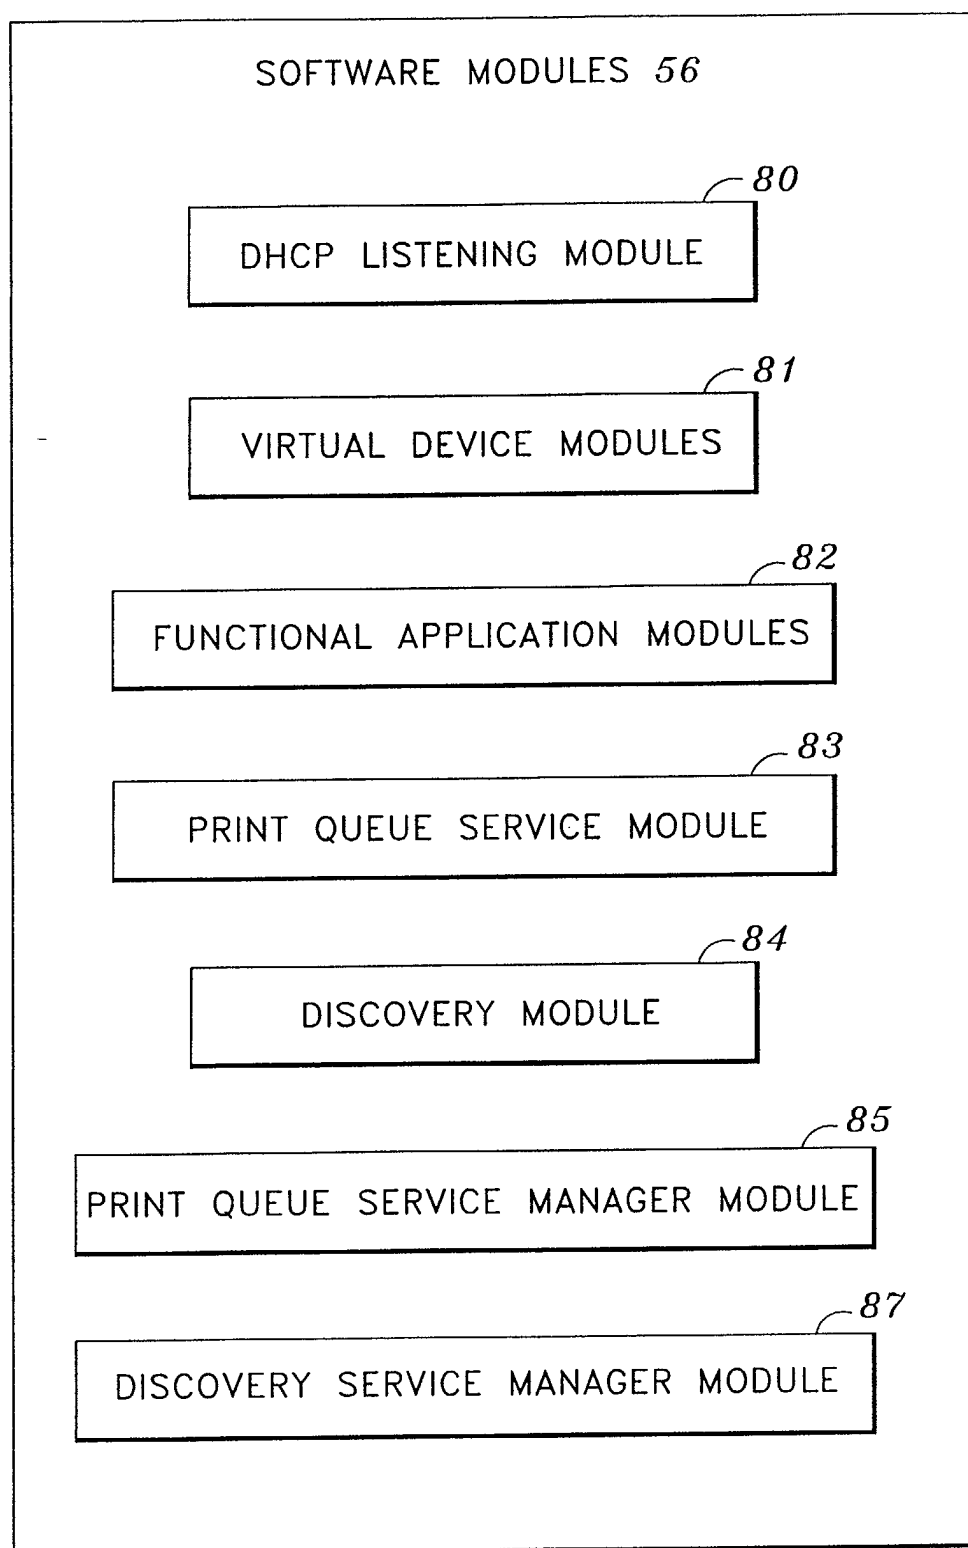 SOFTWARE MODULES 56
80
DHCP LISTENING MODULE
81
VIRTUAL DEVICE MODULES
82
FUNCTIONAL APPLICATION MODULES
83
PRINT QUEUE SERVICE MODULE
84
DISCOVERY MODULE
85
PRINT QUEUE SERVICE MANAGER MODULE
87
DISCOVERY SERVICE MANAGER MODULE